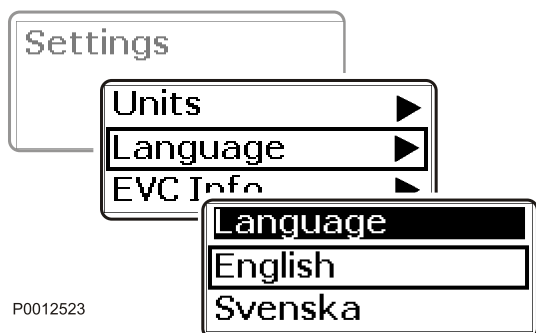 Settings
Units
Language
EVC Info
Language
English
Svenska
P0012523